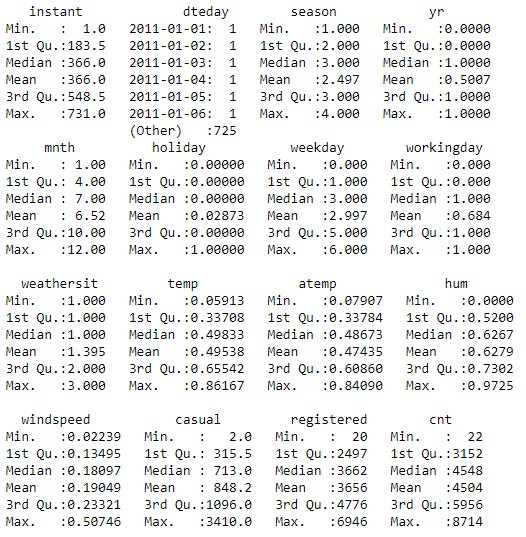 instant dteday season yr
Min. : 1.0 2011-01-01: 1 Min. :1.000 Min. :0.0000
1st Qu.:183.5 2011-01-02: 1 1st Qu.:2.000 1st Qu.:0.0000
Median :366.0 2011-01-03: 1 Median :3.000 Median :1.0000
Mean :366.0 2011-01-04: 1 Mean :2.497 Mean :0.5007
3rd Qu.:548.5 2011-01-05: 1 3rd Qu.:3.000 3rd Qu.:1.0000
Max. :731.0 2011-01-06: 1 Max. :4.000 Max. :1.0000
(Other) :725
mnth holiday weekday workingday
Min. : 1.00 Min. :0.00000 Min. :0.000 Min. :0.000
1st Qu.: 4.00 1st Qu.:0.00000 1st Qu.:1.000 1st Qu.:0.000
Median : 7.00 Median :0.00000 Median :3.000 Median :1.000
Mean : 6.52 Mean :0.02873 Mean :2.997 Mean :0.684
3rd Qu.:10.00 3rd Qu.:0.00000 3rd Qu.:5.000 3rd Qu.:1.000
Max. :12.00 Max. :1.00000 Max. :6.000 Max. :1.000
weathersit temp atemp hum
Min. :1.000 Min. :0.05913 Min. :0.07907 Min. :0.0000
1st Qu.:1.000 1st Qu.:0.33708 1st Qu.:0.33784 1st Qu.:0.5200
Median :1.000 Median :0.49833 Median :0.48673 Median :0.6267
Mean :1.395 Mean :0.49538 Mean :0.47435 Mean :0.6279
3rd Qu.:2.000 3rd Qu.:0.65542 3rd Qu.:0.60860 3rd Qu.:0.7302
Max. :3.000 Max. :0.86167 Max. :0.84090 Max. :0.9725
windspeed casual registered cnt
Min. :0.02239 Min. : 2.0 Min. : 20 Min. : 22
1st Qu.:0.13495 1st Qu.: 315.5 1st Qu.:2497 1st Qu.:3152
Median :0.18097 Median : 713.0 Median :3662 Median :4548
Mean :0.19049 Mean : 848.2 Mean :3656 Mean :4504
3rd Qu.:0.23321 3rd Qu.:1096.0 3rd Qu.:4776 3rd Qu.:5956
Max. :0.50746 Max. :3410.0 Max. :6946 Max. :8714